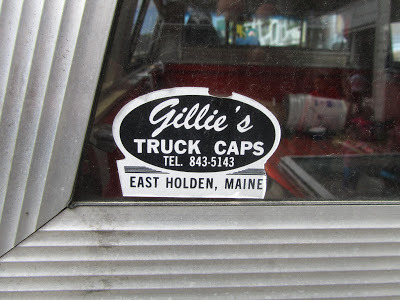 Gillie's
TRUCK CAPS
TEL. 843-5143
EAST HOLDEN, MAINE